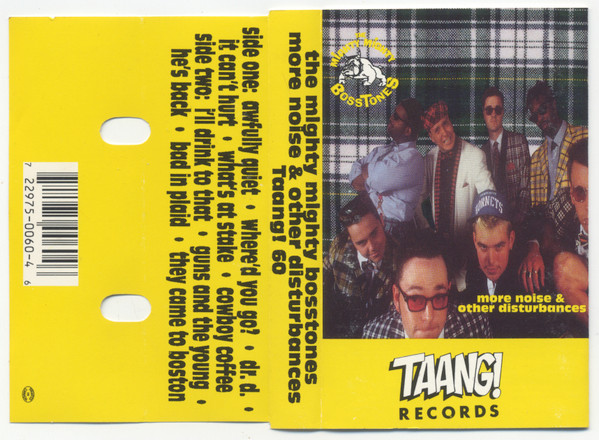 THE
MIGHTY MIGHTY
BOSSTONES
more noise &
other disturbances
TAANG!
RECORDS
the mighty mighty bosstones
more noise & other disturbances
Taang! 60
side one: awfully quiet • where'd you go? • dr. d. •
it can't hurt • what's at stake • cowboy coffee
side two: i'll drink to that • guns and the young •
he's back • bad in plaid • they came to boston
7 22975-0060-4 6